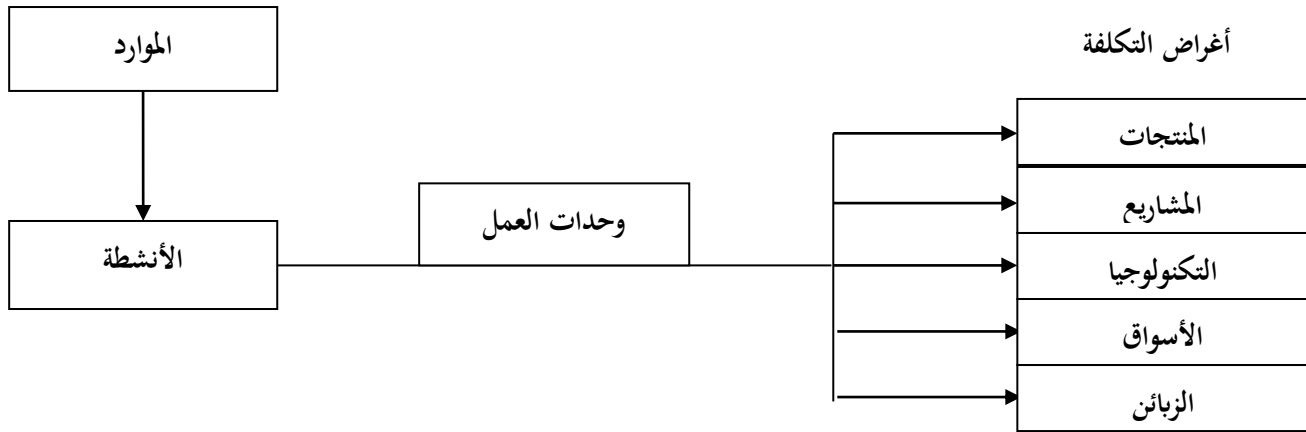 أغراض التكلفة
الموارد
المنتجات
المشاريع
وحدات العمل
الأنشطة
التكنولوجيا
الأسواق
الزبائن